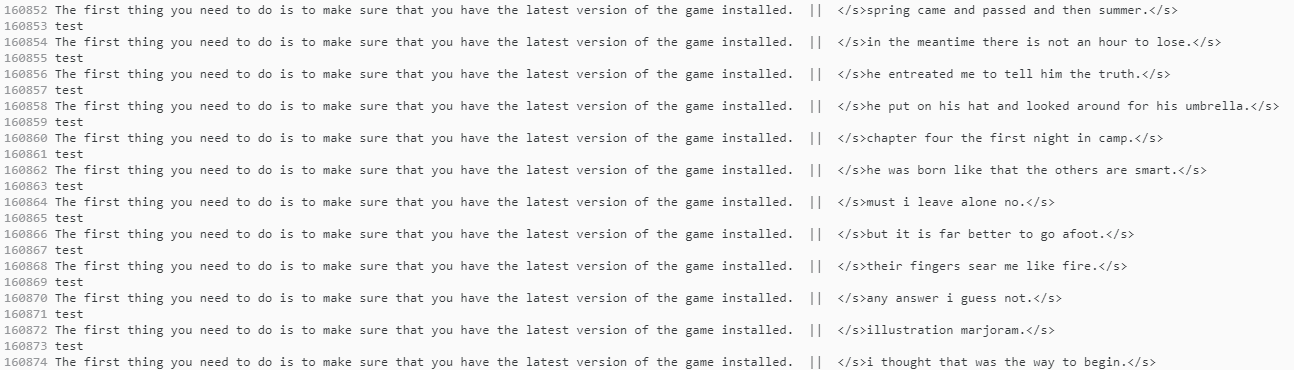 160852 The first thing you need to do is to make sure that you have the latest version of the game installed.  ||  </s>spring came and passed and then summer.</s>
160853 test
160854 The first thing you need to do is to make sure that you have the latest version of the game installed.  ||  </s>in the meantime there is not an hour to lose.</s>
160855 test
160856 The first thing you need to do is to make sure that you have the latest version of the game installed.  ||  </s>he entreated me to tell him the truth.</s>
160857 test
160858 The first thing you need to do is to make sure that you have the latest version of the game installed.  ||  </s>he put on his hat and looked around for his umbrella.</s>
160859 test
160860 The first thing you need to do is to make sure that you have the latest version of the game installed.  ||  </s>chapter four the first night in camp.</s>
160861 test
160862 The first thing you need to do is to make sure that you have the latest version of the game installed.  ||  </s>he was born like that the others are smart.</s>
160863 test
160864 The first thing you need to do is to make sure that you have the latest version of the game installed.  ||  </s>must i leave alone no.</s>
160865 test
160866 The first thing you need to do is to make sure that you have the latest version of the game installed.  ||  </s>but it is far better to go afoot.</s>
160867 test
160868 The first thing you need to do is to make sure that you have the latest version of the game installed.  ||  </s>their fingers sear me like fire.</s>
160869 test
160870 The first thing you need to do is to make sure that you have the latest version of the game installed.  ||  </s>any answer i guess not.</s>
160871 test
160872 The first thing you need to do is to make sure that you have the latest version of the game installed.  ||  </s>illustration marjoram.</s>
160873 test
160874 The first thing you need to do is to make sure that you have the latest version of the game installed.  ||  </s>i thought that was the way to begin.</s>